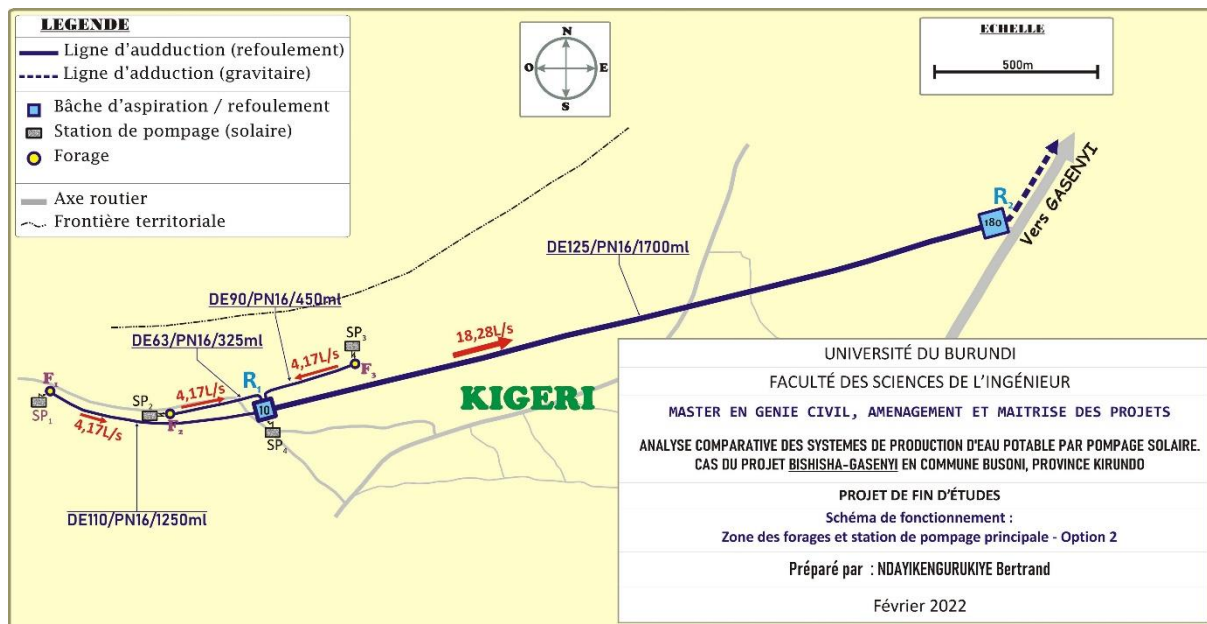 LEGENDE
Ligne d'audduction (refoulement)
Ligne d'adduction (gravitaire)
Bâche d'aspiration / refoulement
Station de pompage (solaire)
Forage
Axe routier
Frontière territoriale
N
O
E
S
ECHELLE
500m
R2
180
Vers GASENYI
DE125/PN16/1700ml
DE90/PN16/450ml
DE63/PN16/325ml
SP3
18,28L/s
4,17L/s
F3
F1
SP1
4,17L/s
SP2
4,17L/s
F2
R1
10
SP4
KIGERI
DE110/PN16/1250ml
UNIVERSITÉ DU BURUNDI
FACULTÉ DES SCIENCES DE L'INGÉNIEUR
MASTER EN GENIE CIVIL, AMENAGEMENT ET MAITRISE DES PROJETS
ANALYSE COMPARATIVE DES SYSTEMES DE PRODUCTION D'EAU POTABLE PAR POMPAGE SOLAIRE.
CAS DU PROJET BISHISHA-GASENYI EN COMMUNE BUSONI, PROVINCE KIRUNDO
PROJET DE FIN D'ÉTUDES
Schéma de fonctionnement :
Zone des forages et station de pompage principale - Option 2
Préparé par : NDAYIKENGURUKIYE Bertrand
Février 2022